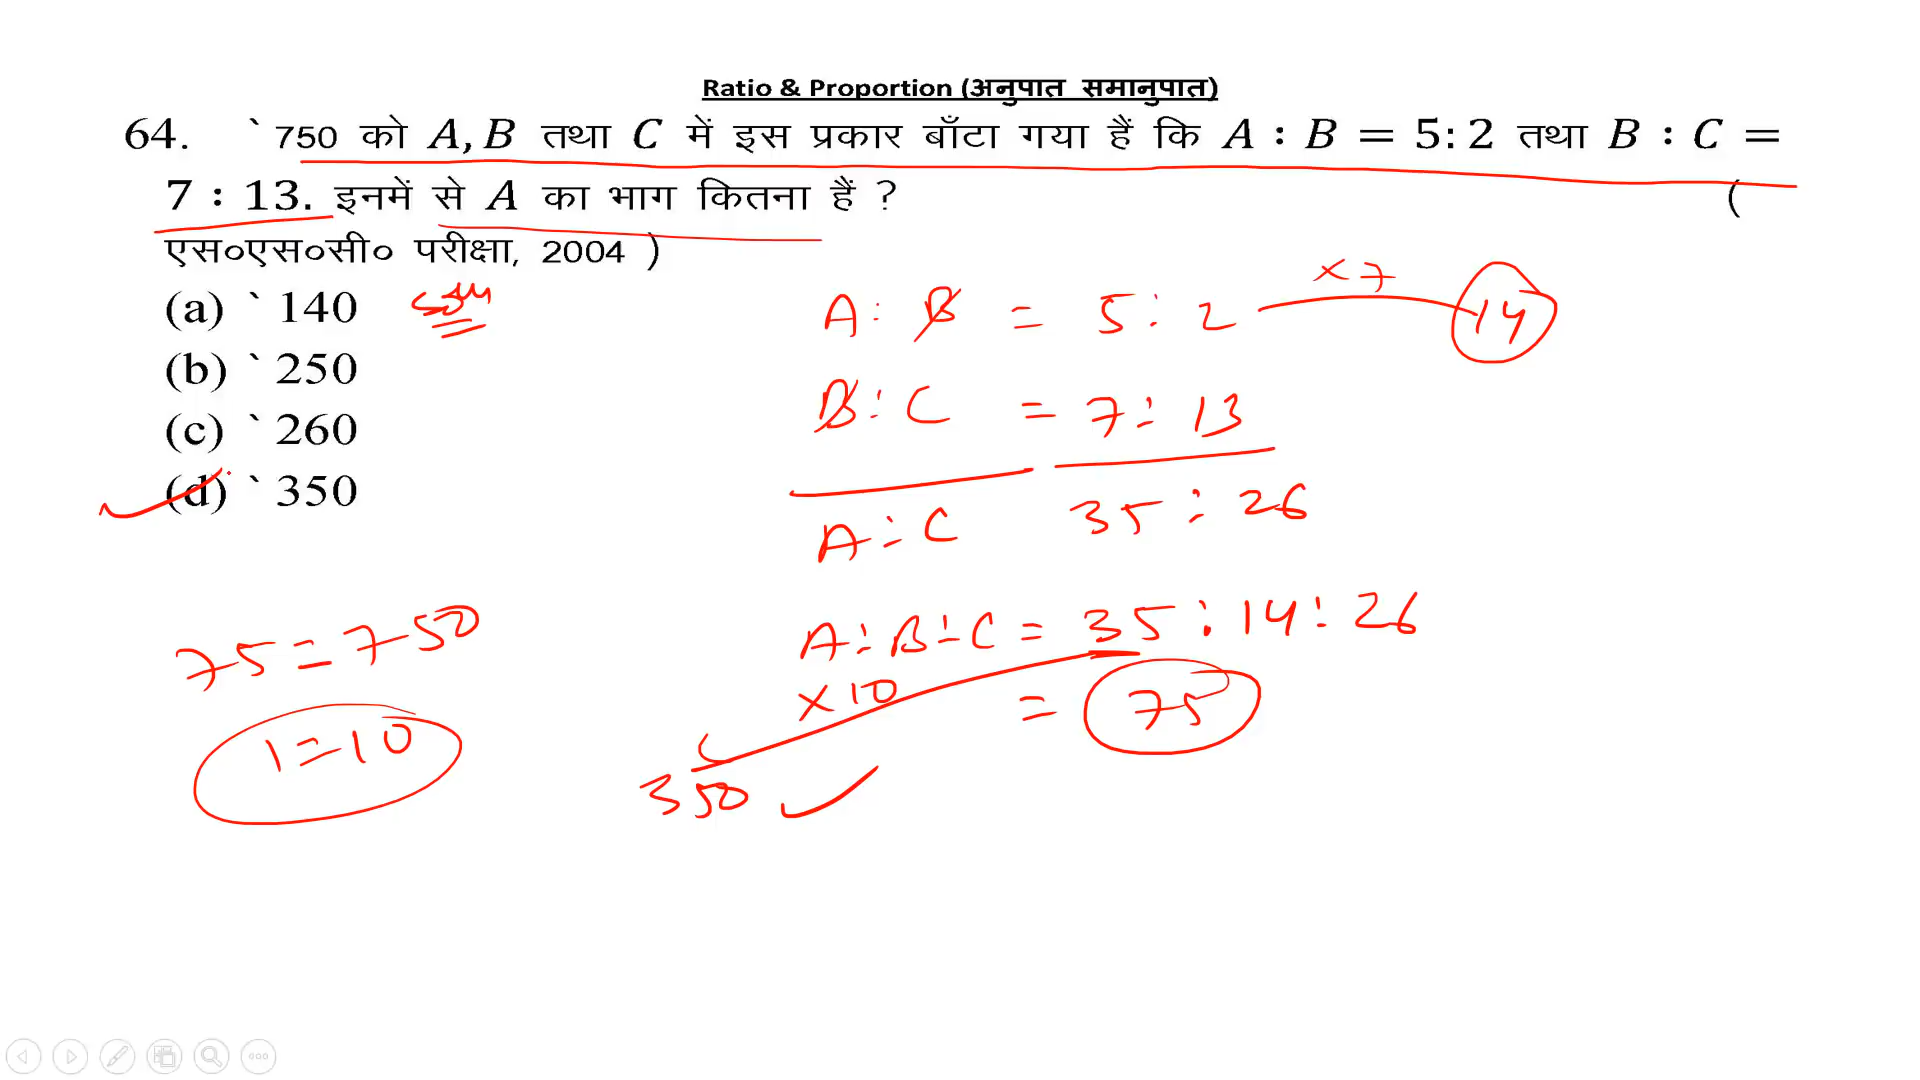 Ratio & Proportion (अनुपात समानुपात)
64. ` 750 को A, B तथा C में इस प्रकार बाँटा गया हैं कि A : B = 5: 2 तथा B : C =
7 : 13. इनमें से A का भाग कितना हैं ? (
एस०एस०सी० परीक्षा, 2004 )
(a) ` 140
(b) ` 250
(c) ` 260
(d) ` 350
A : B = 5 : 2 ×7 14
B : C = 7 : 13
A : C 35 : 26
A : B : C = 35 : 14 : 26
×10 = 75
350
75 = 750
1 = 10